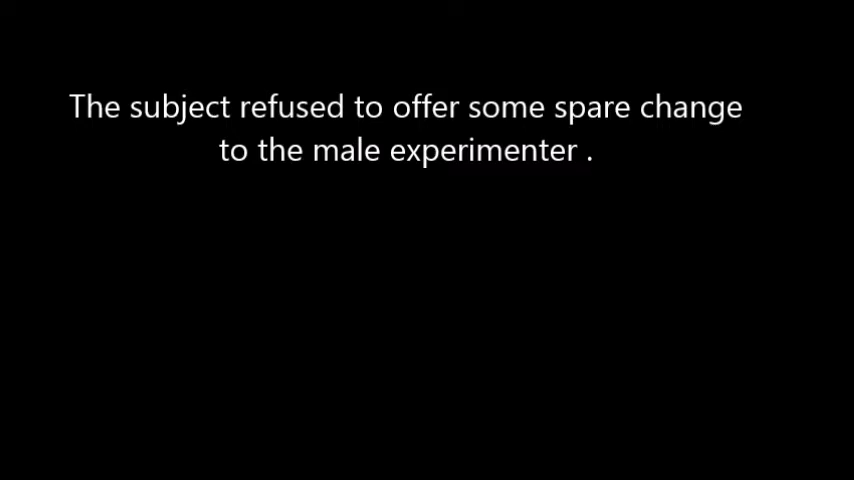 The subject refused to offer some spare change
to the male experimenter .